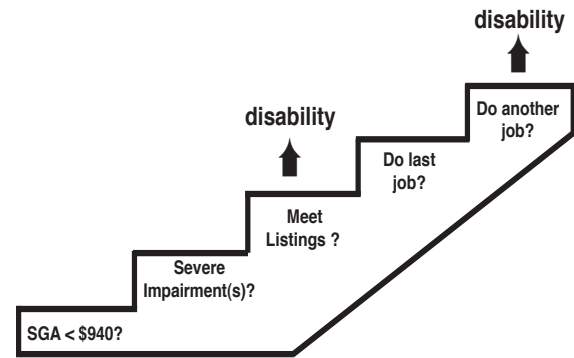 disability
Do another
job?
disability
Do last
job?
Meet
Listings ?
Severe
Impairment(s)?
SGA < $940?